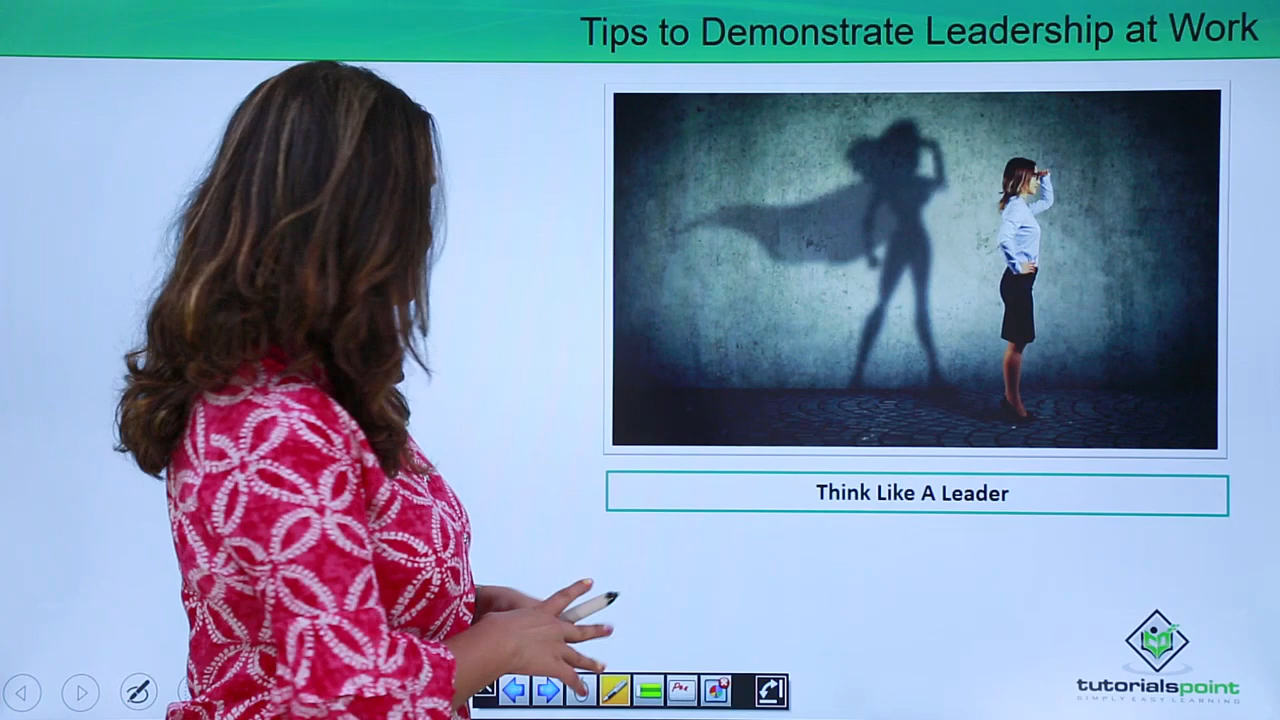 Tips to Demonstrate Leadership at Work
Think Like A Leader
tutorialspoint
SIMPLY EASY LEARNING